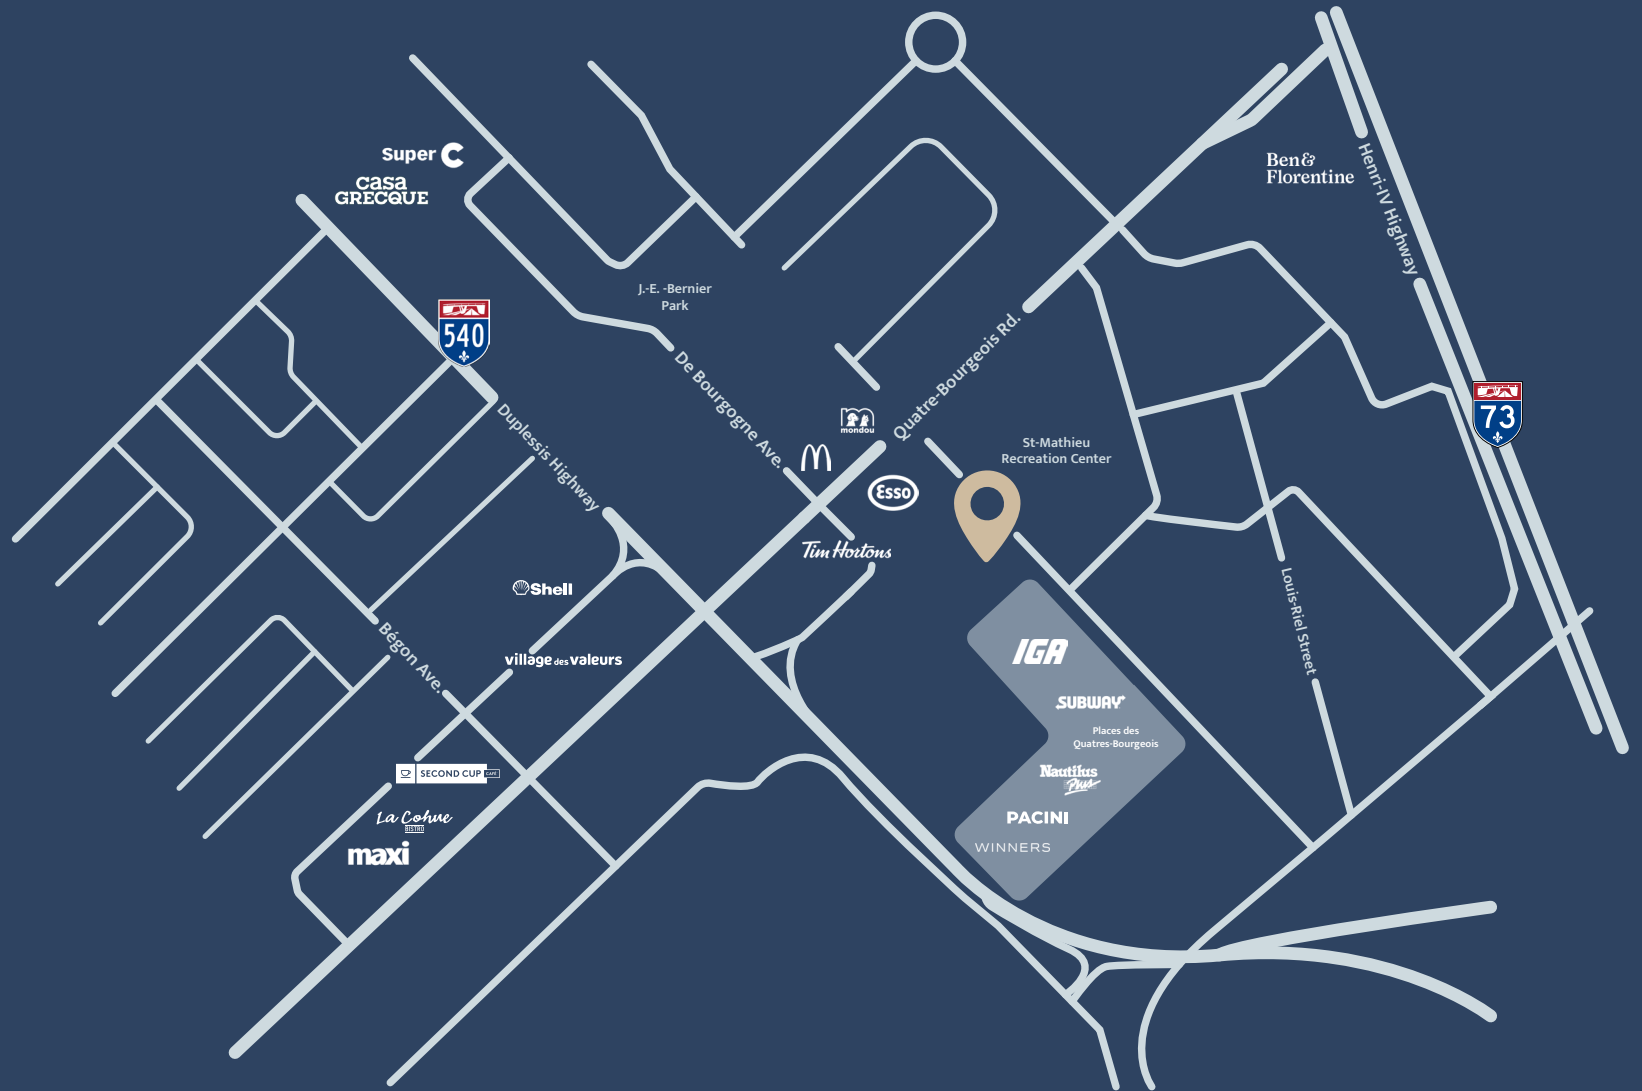 Super C
casa
GRECQUE
Ben&
Florentine
Henri-IV Highway
J.-E. -Bernier
Park
540
De Bourgogne Ave.
Quatre-Bourgeois Rd.
Duplessis Highway
mondou
73
St-Mathieu
Recreation Center
Esso
Tim Hortons
Shell
Louis-Riel Street
Bégon Ave.
village des valeurs
IGA
SUBWAY
Places des
Quatres-Bourgeois
Nautilus
Plus
SECOND CUP CAFÉ
La Cohue
BISTRO
PACINI
maxi
WINNERS